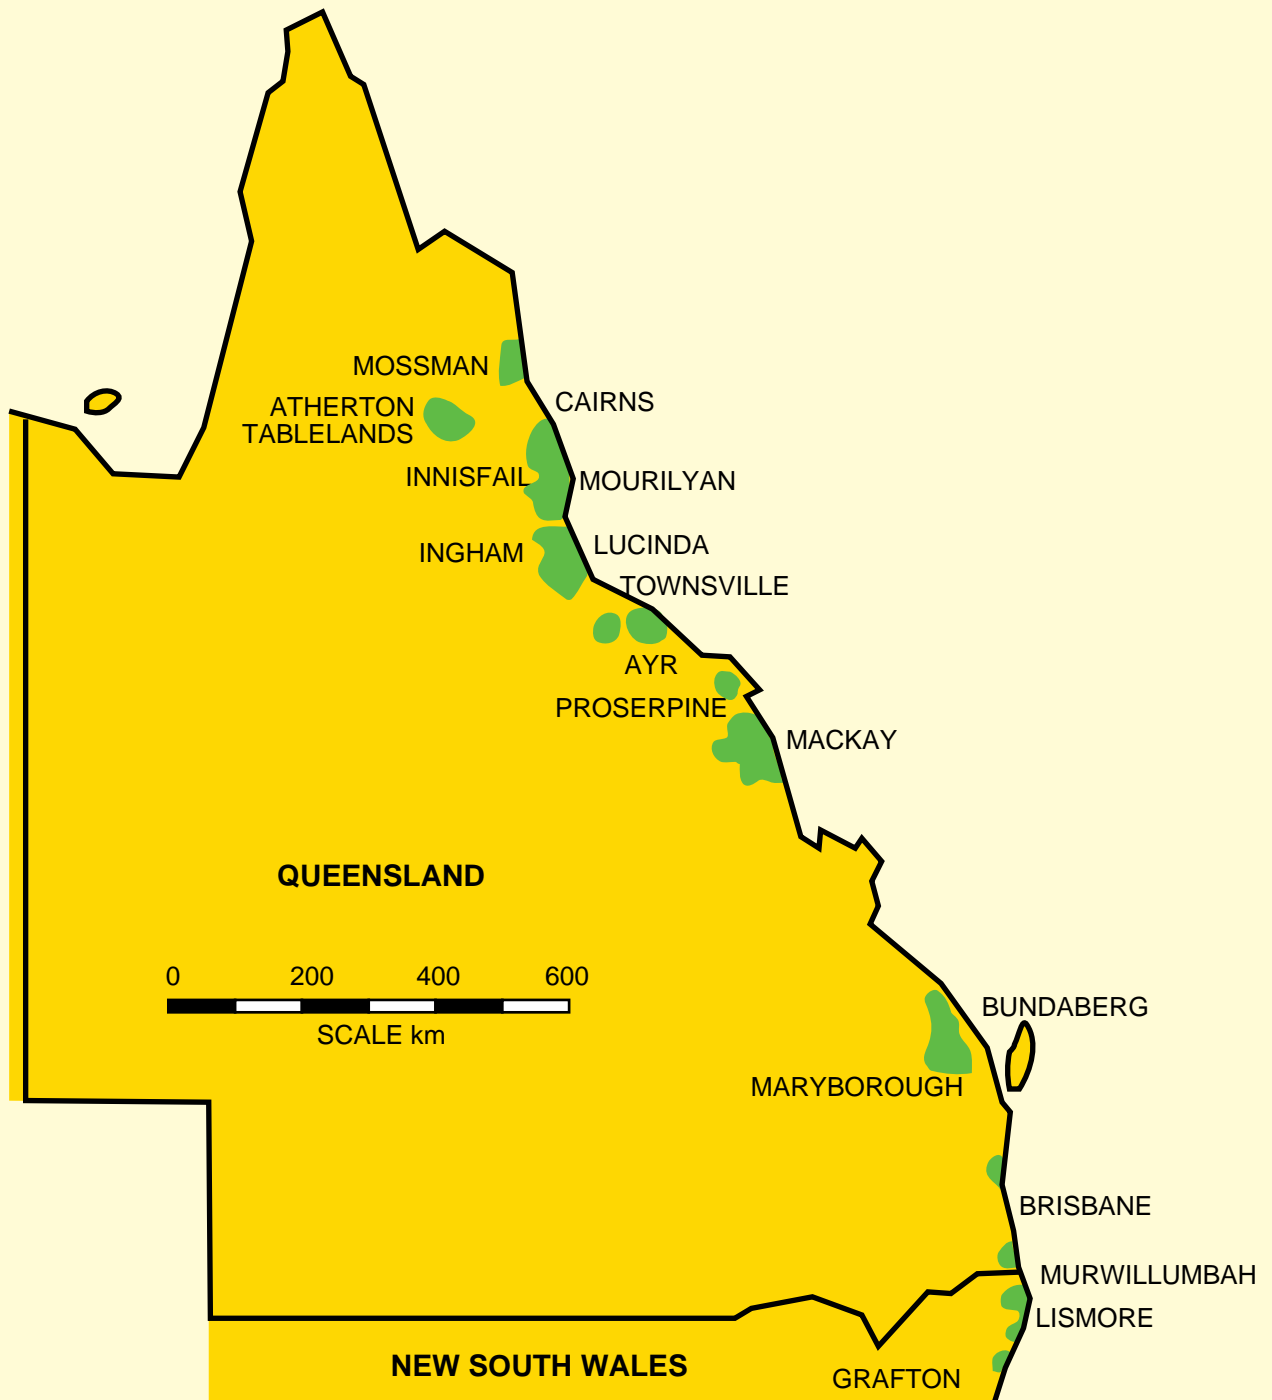 MOSSMAN
CAIRNS
ATHERTON
TABLELANDS
INNISFAIL
MOURILYAN
LUCINDA
INGHAM
TOWNSVILLE
AYR
PROSERPINE
MACKAY
QUEENSLAND
0 200 400 600
SCALE km
BUNDABERG
MARYBOROUGH
BRISBANE
MURWILLUMBAH
LISMORE
NEW SOUTH WALES
GRAFTON